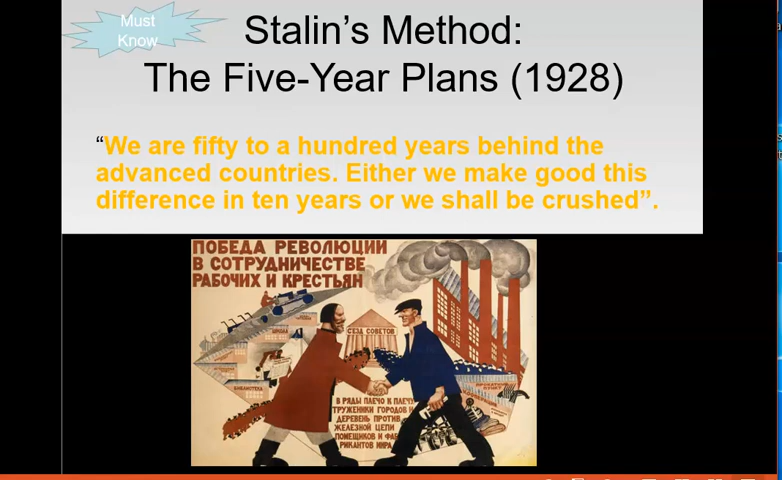 Must
Know
Stalin's Method:
The Five-Year Plans (1928)
“We are fifty to a hundred years behind the
advanced countries. Either we make good this
difference in ten years or we shall be crushed”.
ПОБЕДА РЕВОЛЮЦИИ
В СОТРУДНИЧЕСТВЕ
РАБОЧИХ И КРЕСТЬЯН
СЪЕЗД СОВЕТОВ
БИБЛИОТЕКА
В РЯДЫ ПЛЕЧО К ПЛЕЧУ
ТРУЖЕНИКИ ГОРОДОВ И
ДЕРЕВЕНЬ ПРОТИВ
ЖЕЛЕЗНОЙ ЦЕПИ
ПОМЕЩИКОВ И ФАБ
РИКАНТОВ МИРА